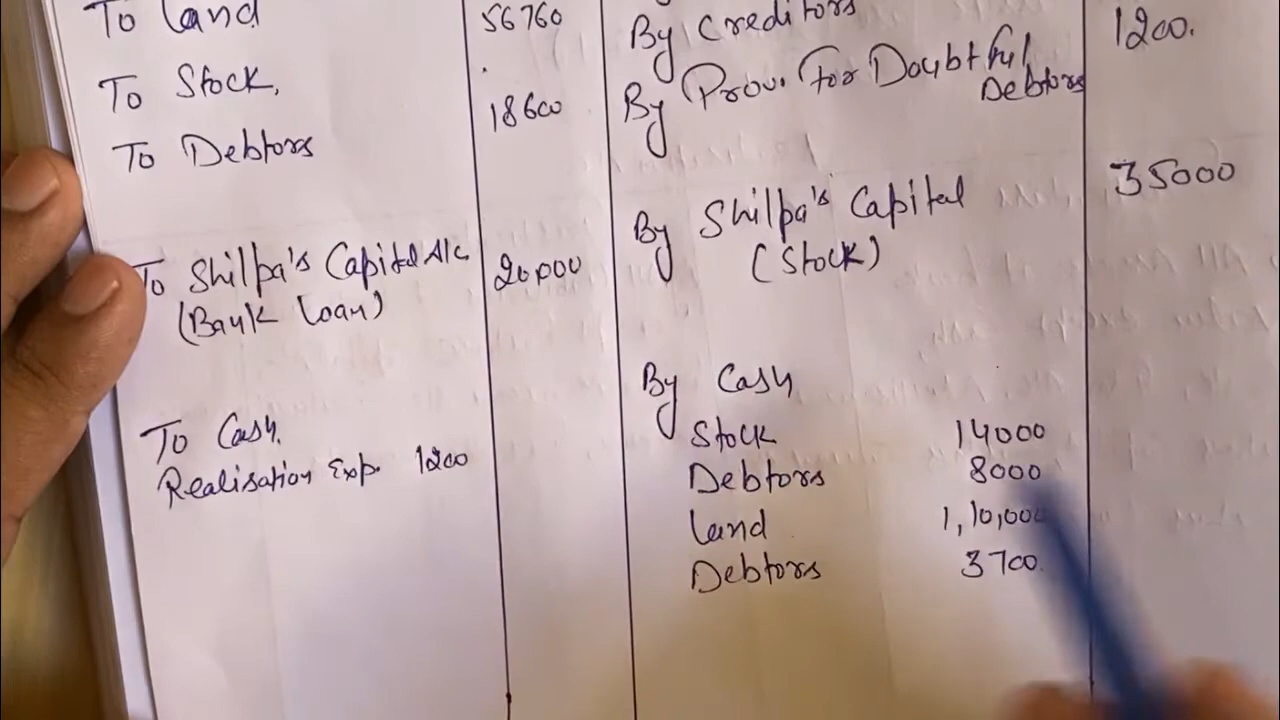 To Land 56760
To Stock,
To Debtors 18600
To Shilpa's Capital A/c 20,000
(Bank Loan)
To Cash,
Realisation Exp. 1200
By Creditors
By Prov. For Doubtful 1200.
Debtors
By Shilpa's Capital 35000
(Stock)
By Cash
Stock 14000
Debtors 8000
Land 1,10,000
Debtors 3700.